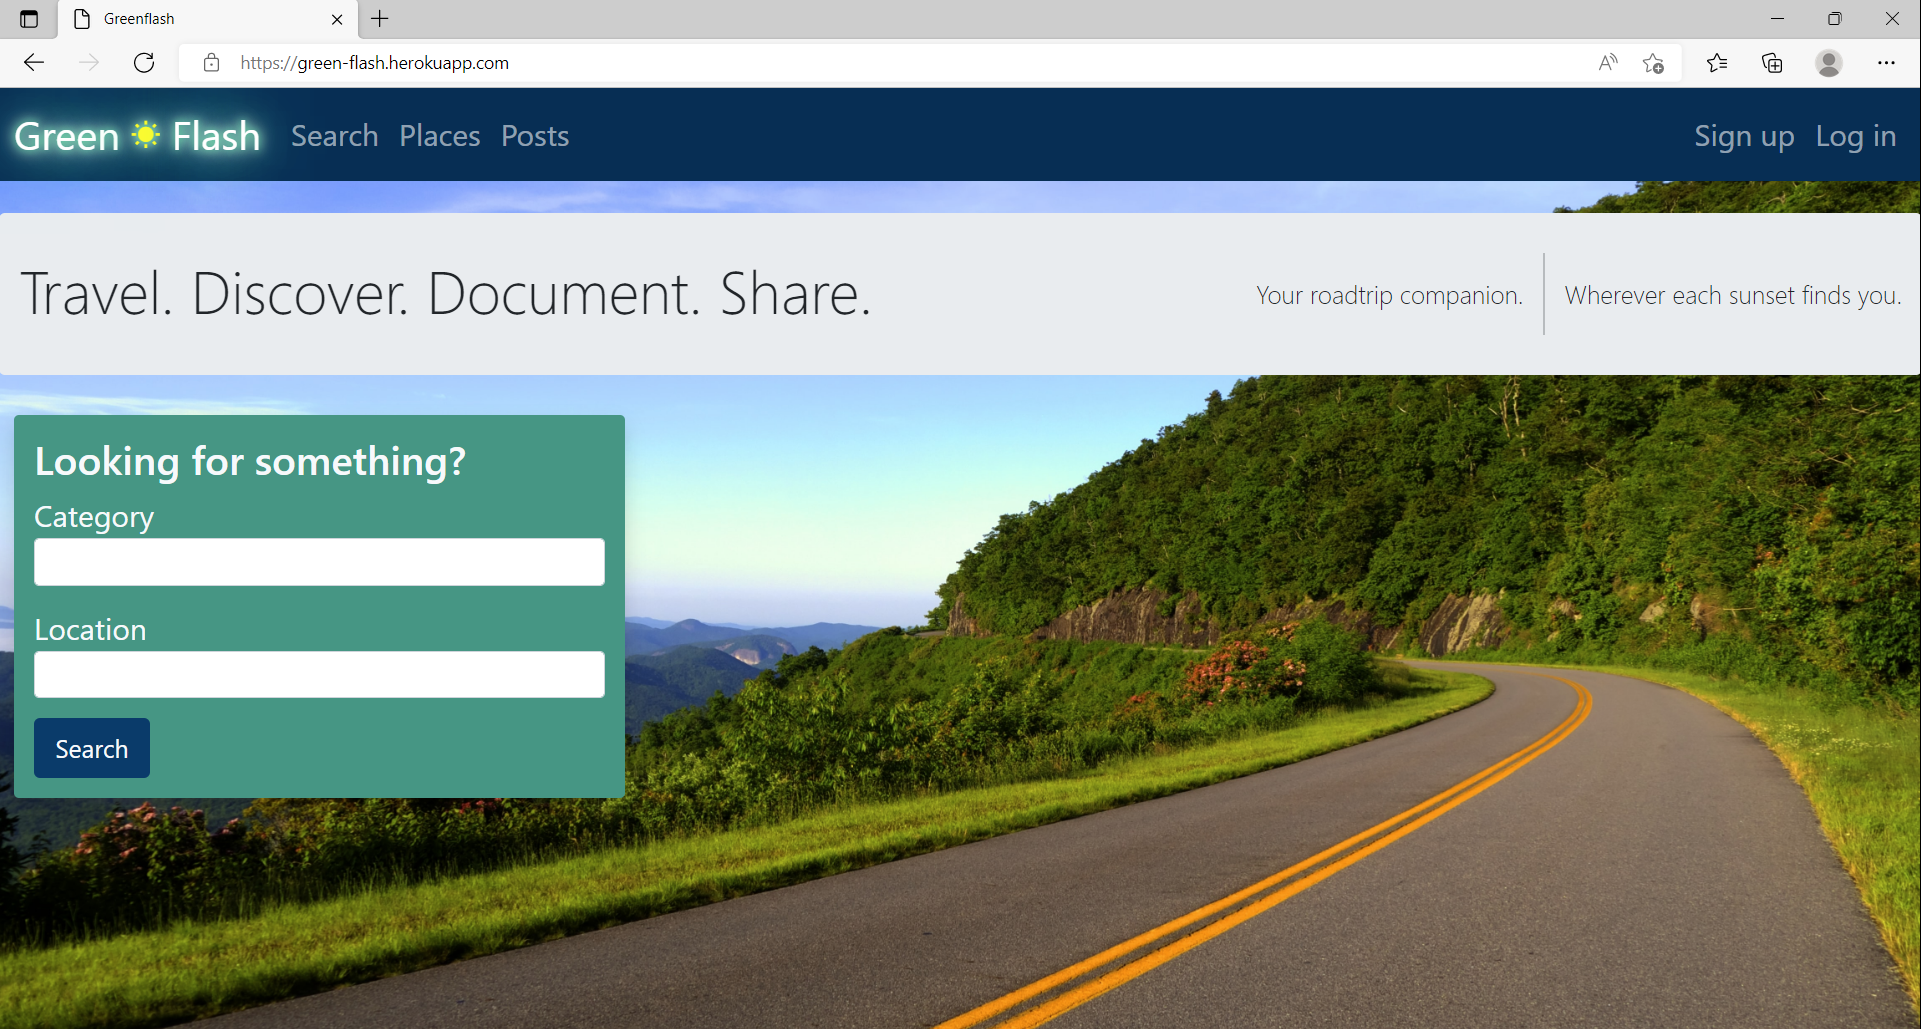 Greenflash
https://green-flash.herokuapp.com
Green Flash Search Places Posts Sign up Log in
Travel. Discover. Document. Share. Your roadtrip companion. Wherever each sunset finds you.
Looking for something?
Category
Location
Search